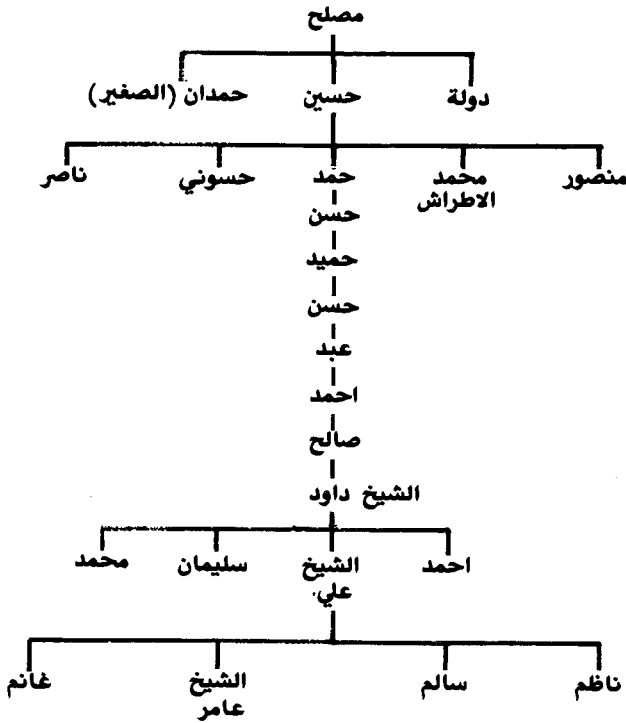 مصلح
دولة حسين حمدان (الصغير)
منصور محمد حمد حسوني ناصر
الاطراش
حسن
حميد
حسن
عبد
احمد
صالح
الشيخ داود
احمد الشيخ سليمان محمد
علي
ناظم سالم الشيخ غانم
عامر